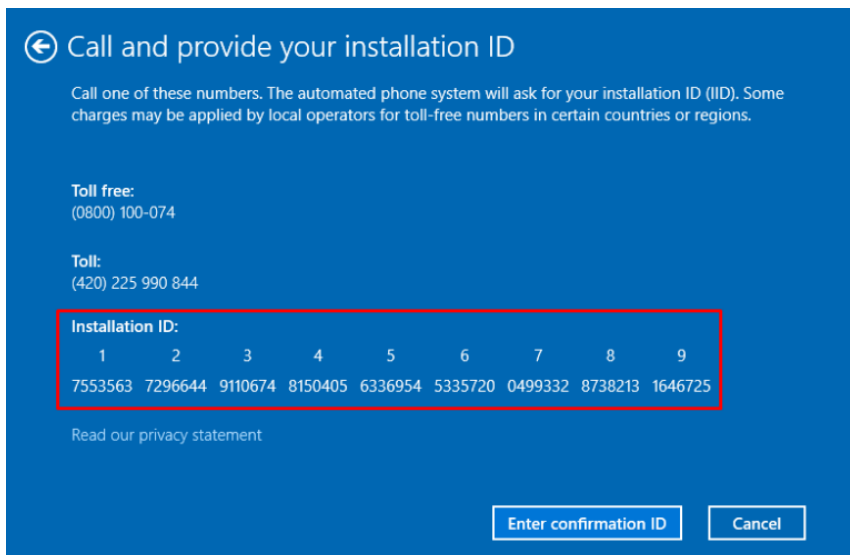 Call and provide your installation ID
Call one of these numbers. The automated phone system will ask for your installation ID (IID). Some
charges may be applied by local operators for toll-free numbers in certain countries or regions.
Toll free:
(0800) 100-074
Toll:
(420) 225 990 844
Installation ID:
1 2 3 4 5 6 7 8 9
7553563 7296644 9110674 8150405 6336954 5335720 0499332 8738213 1646725
Read our privacy statement
Enter confirmation ID Cancel